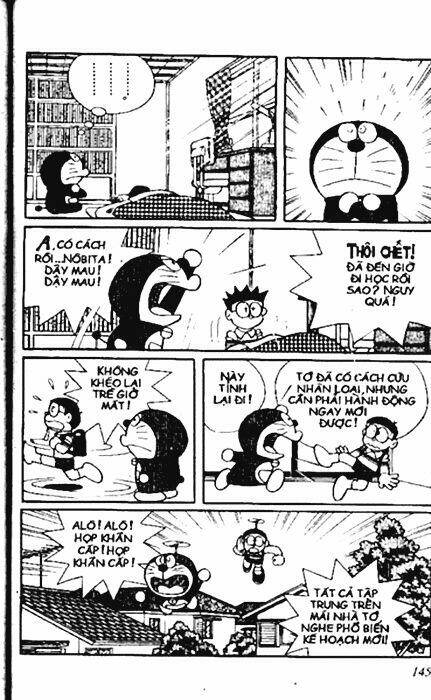 A, CÓ CÁCH
RỒI...NÔBITA!
DẬY MAU!
DẬY MAU!
THÔI CHẾT!
ĐÃ ĐẾN GIỜ
ĐI HỌC RỒI
SAO? NGUY
QUÁ!
KHÔNG
KHÉO LẠI
TRỄ GIỜ
MẤT!
NÀY
TỈNH
LẠI ĐI!
TỚ ĐÃ CÓ CÁCH CỨU
NHÂN LOẠI, NHƯNG
CẦN PHẢI HÀNH ĐỘNG
NGAY MỚI
ĐƯỢC!
ALÔ! ALÔ!
HỌP KHẨN
CẤP! HỌP
KHẨN CẤP!
TẤT CẢ TẬP
TRUNG TRÊN
MÁI NHÀ TỚ
NGHE PHỔ BIẾN
KẾ HOẠCH MỚI!
145